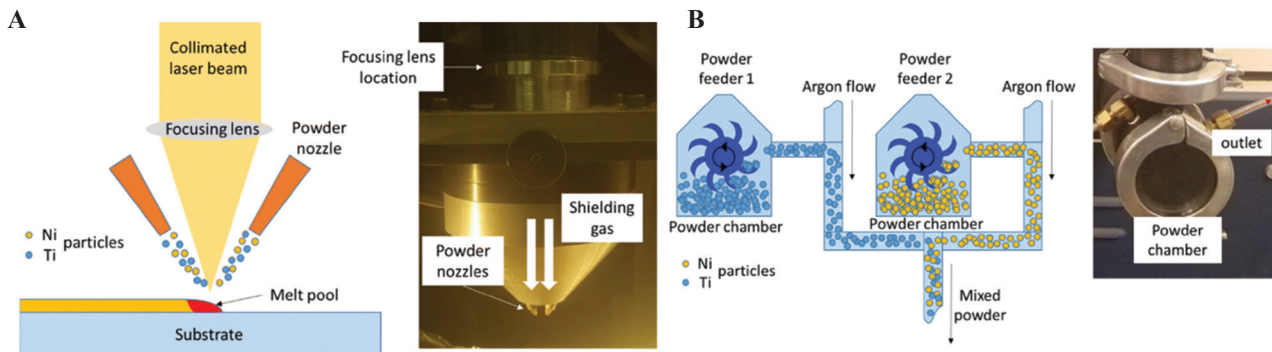 A
Collimated
laser beam
Focusing lens
Powder
nozzle
Ni
Ti
particles
Melt pool
Substrate
Focusing lens
location
Shielding
gas
Powder
nozzles
B
Powder
feeder 1
Argon flow
Powder
feeder 2
Argon flow
Powder chamber
Powder chamber
Ni
Ti
particles
Mixed
powder
outlet
Powder
chamber